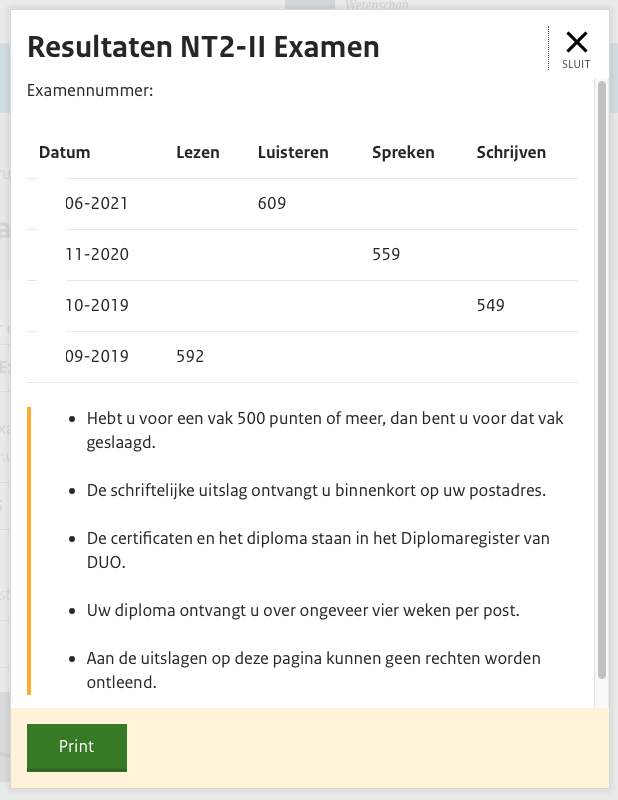 Wetenschap
Resultaten NT2-II Examen
SLUIT
Examennummer:
Datum Lezen Luisteren Spreken Schrijven
06-2021 609
11-2020 559
10-2019 549
09-2019 592
• Hebt u voor een vak 500 punten of meer, dan bent u voor dat vak
geslaagd.
• De schriftelijke uitslag ontvangt u binnenkort op uw postadres.
• De certificaten en het diploma staan in het Diplomaregister van
DUO.
• Uw diploma ontvangt u over ongeveer vier weken per post.
• Aan de uitslagen op deze pagina kunnen geen rechten worden
ontleend.
Print